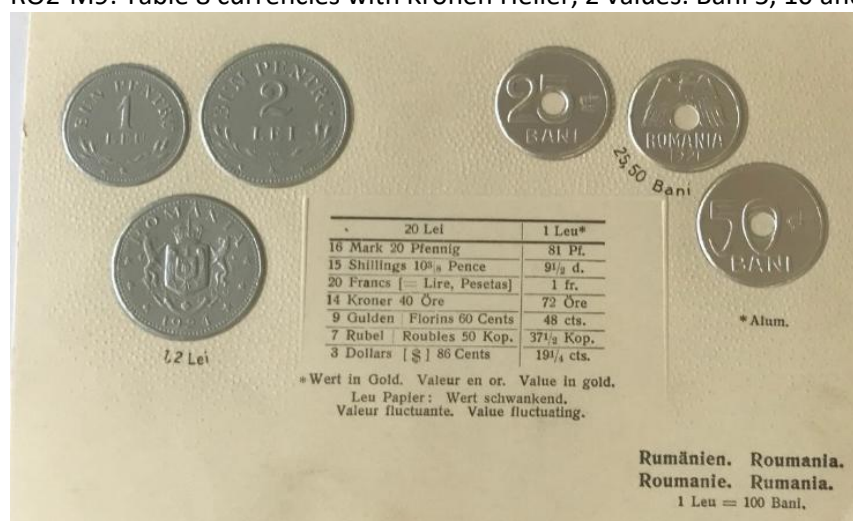 RO2-M9: Table 8 currencies with Kronen Heller, 2 values: Bani 5, 10 and
BUN PENTRU
1
LEU
BUN PENTRU
2
LEI
25
BANI
ROMANIA
1921
25,50 Bani
50
BANI
ROMANIA
1924
1,2 Lei
* Alum.
20 Lei | 1 Leu*
16 Mark 20 Pfennig | 81 Pf.
15 Shillings 10⁵/₈ Pence | 9¹/₂ d.
20 Francs [= Lire, Pesetas] | 1 fr.
14 Kroner 40 Öre | 72 Öre
9 Gulden | Florins 60 Cents | 48 cts.
7 Rubel | Roubles 50 Kop. | 37¹/₂ Kop.
3 Dollars [$] 86 Cents | 19¹/₄ cts.
*Wert in Gold. Valeur en or. Value in gold.
Leu Papier: Wert schwankend.
Valeur fluctuante. Value fluctuating.
Rumänien. Roumania.
Roumanie. Rumania.
1 Leu = 100 Bani.